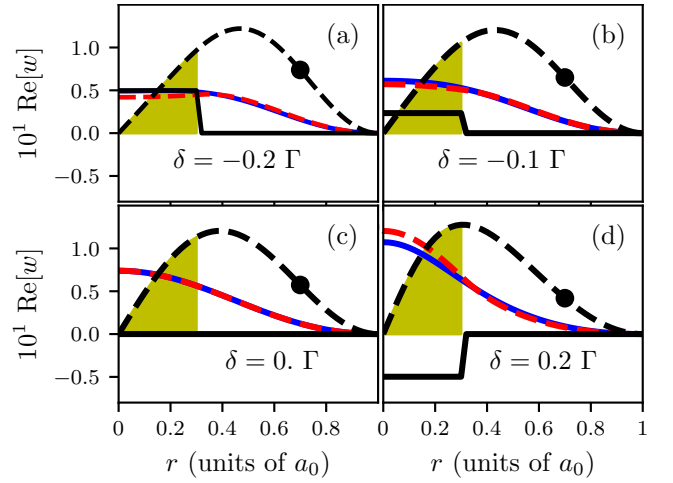 (a)
(b)
10¹ Re[w]
1.0
0.5
0.0
−0.5
δ = −0.2 Γ
δ = −0.1 Γ
(c)
(d)
10¹ Re[w]
1.0
0.5
0.0
−0.5
δ = 0. Γ
δ = 0.2 Γ
0 0.2 0.4 0.6 0.8
0 0.2 0.4 0.6 0.8 1
r (units of a₀)
r (units of a₀)